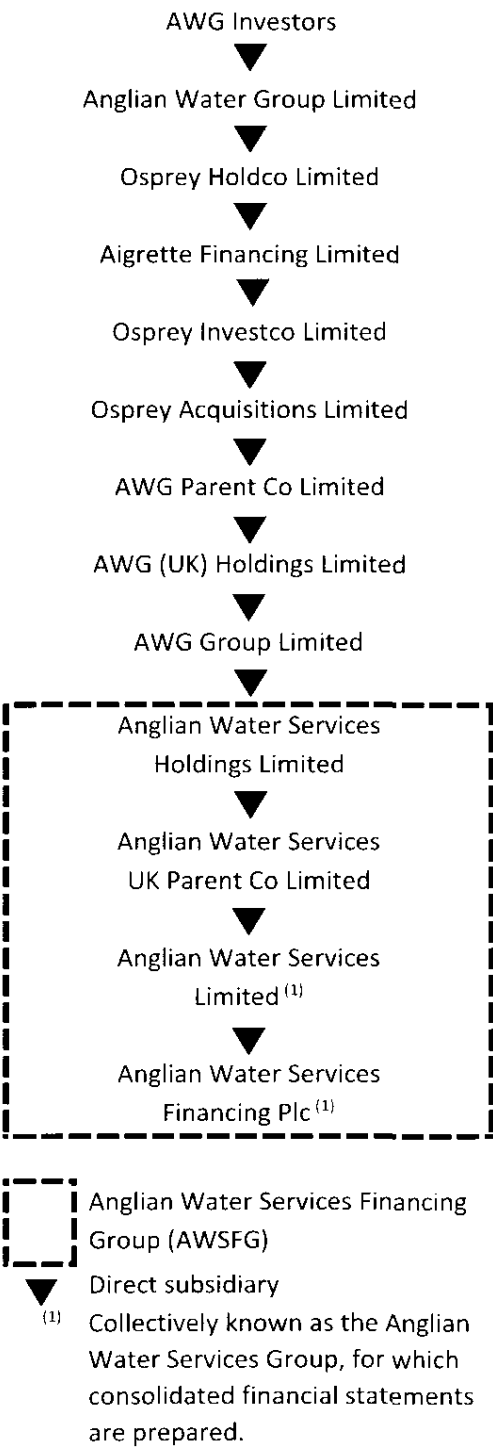 AWG Investors
Anglian Water Group Limited
Osprey Holdco Limited
Aigrette Financing Limited
Osprey Investco Limited
Osprey Acquisitions Limited
AWG Parent Co Limited
AWG (UK) Holdings Limited
AWG Group Limited
Anglian Water Services
Holdings Limited
Anglian Water Services
UK Parent Co Limited
Anglian Water Services
Limited (1)
Anglian Water Services
Financing Plc (1)
Anglian Water Services Financing
Group (AWSFG)
Direct subsidiary
(1) Collectively known as the Anglian
Water Services Group, for which
consolidated financial statements
are prepared.